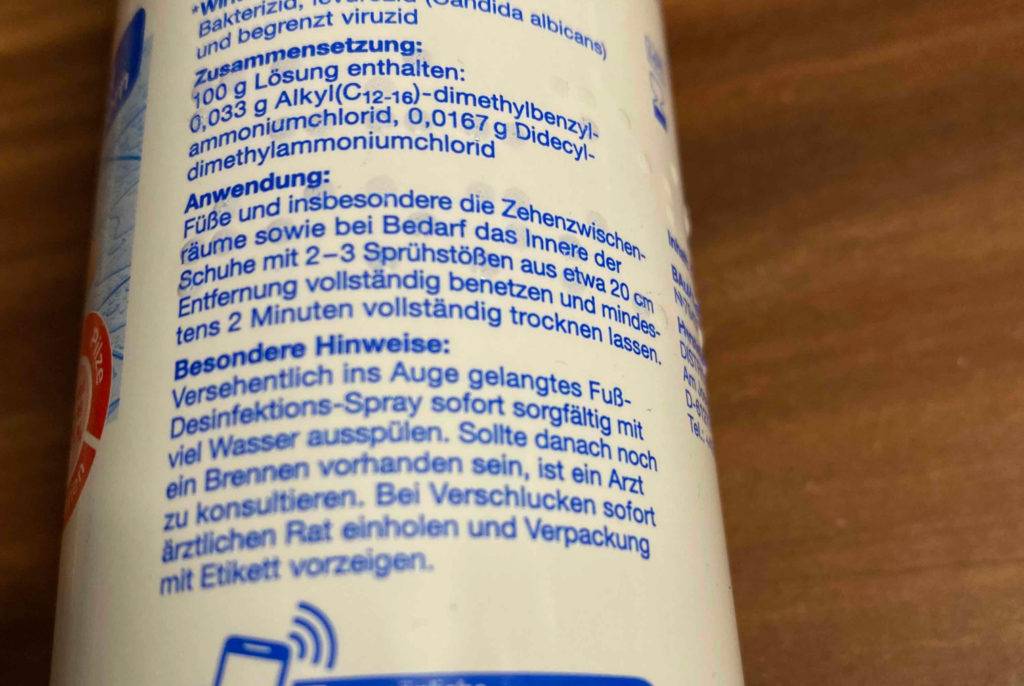 Bakterizid, (Candida albicans)
und begrenzt viruzid
Zusammensetzung:
100 g Lösung enthalten:
0,033 g Alkyl(C12-16)-dimethylbenzyl-
ammoniumchlorid, 0,0167 g Didecyl-
dimethylammoniumchlorid
Anwendung:
Füße und insbesondere die Zehenzwischen-
räume sowie bei Bedarf das Innere der
Schuhe mit 2–3 Sprühstößen aus etwa 20 cm
Entfernung vollständig benetzen und mindes-
tens 2 Minuten vollständig trocknen lassen.
Besondere Hinweise:
Versehentlich ins Auge gelangtes Fuß-
Desinfektions-Spray sofort sorgfältig mit
viel Wasser ausspülen. Sollte danach noch
ein Brennen vorhanden sein, ist ein Arzt
zu konsultieren. Bei Verschlucken sofort
ärztlichen Rat einholen und Verpackung
mit Etikett vorzeigen.
Pilze